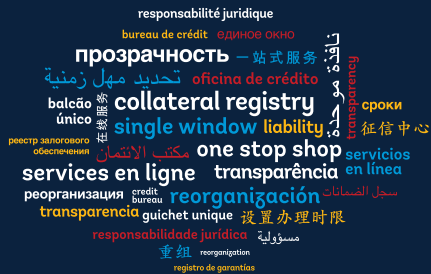 responsabilité juridique
bureau de crédit единое окно
прозрачность 一站式服务
نافذة موحدة
تحديد مهل زمنية oficina de crédito
transparency
balcão único
在线服务
collateral registry
сроки
single window liability 征信中心
реестр залогового обеспечения
مكتب الائتمان one stop shop
servicios en línea
services en ligne transparência
реорганизация credit bureau reorganización سجل الضمانات
transparencia guichet unique 设置办理时限
responsabilidade jurídica مسؤولية
重组 reorganization
registro de garantías